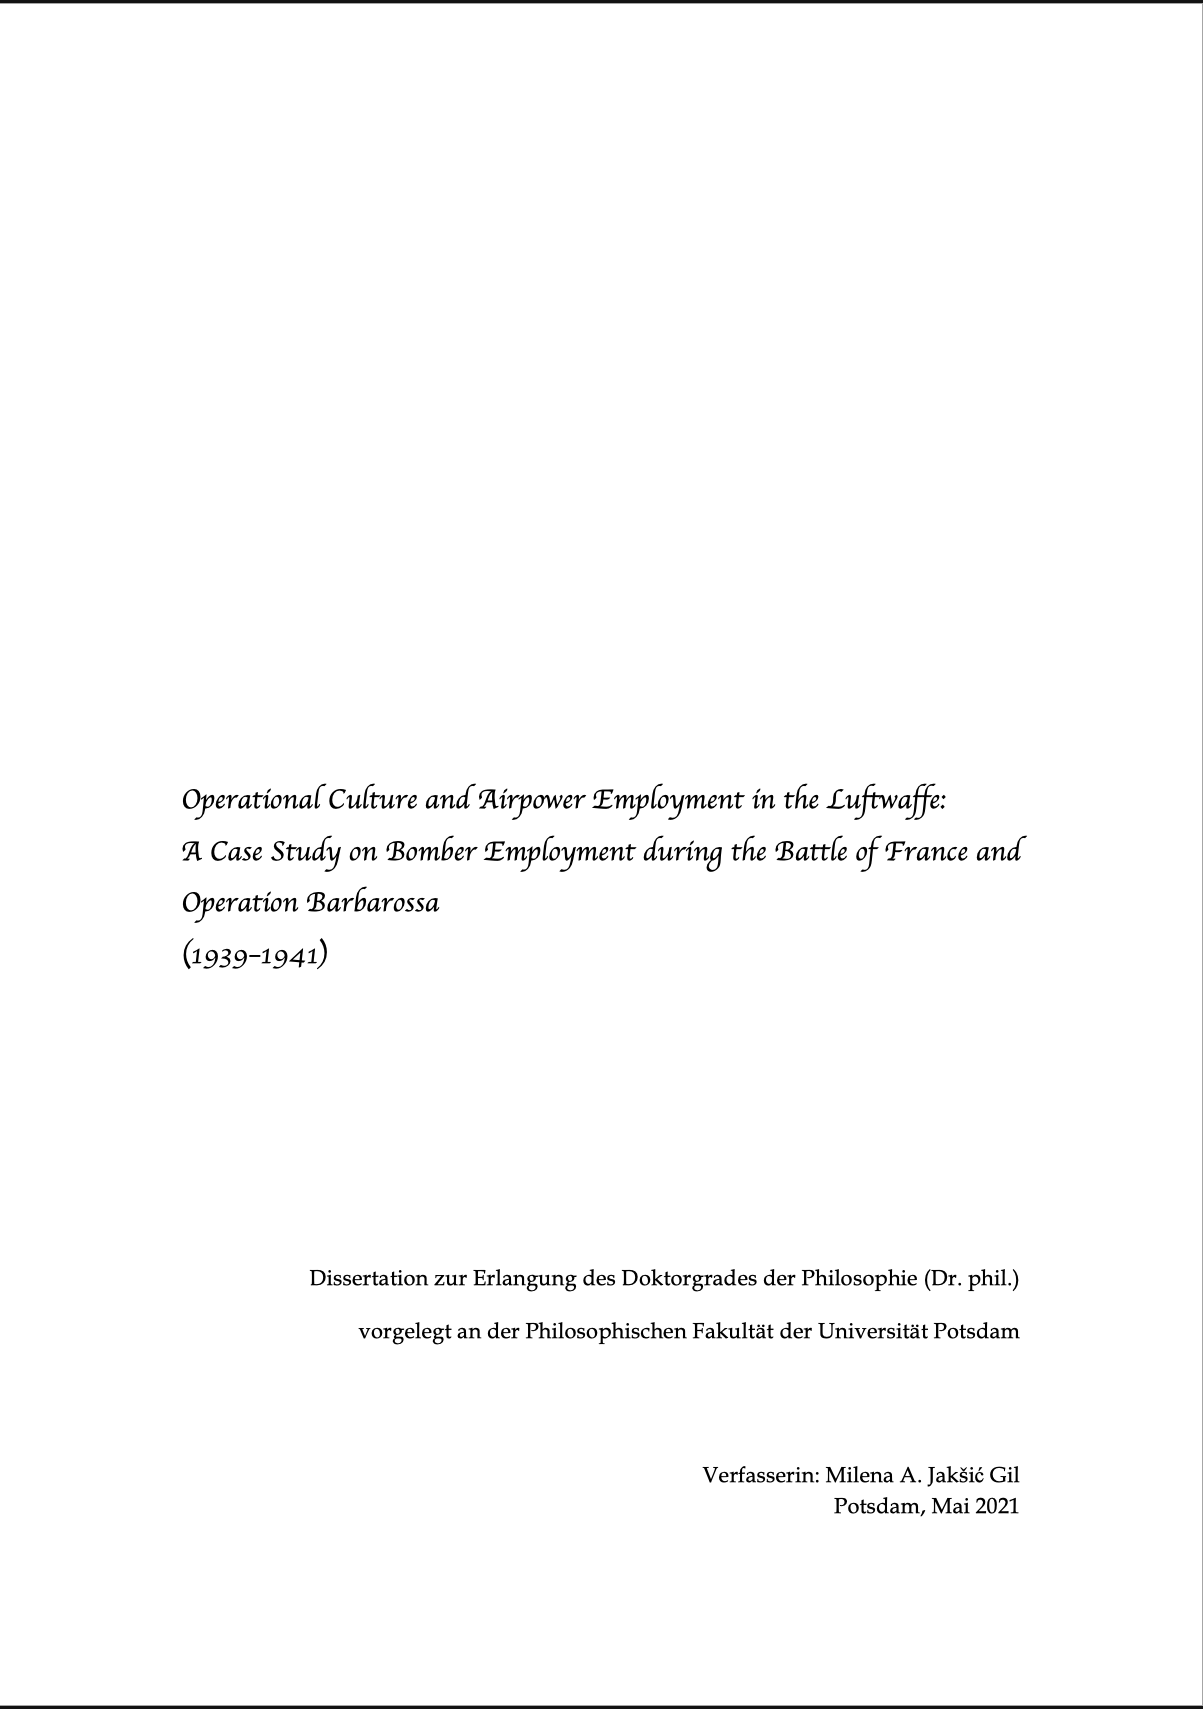 Operational Culture and Airpower Employment in the Luftwaffe:
A Case Study on Bomber Employment during the Battle of France and
Operation Barbarossa
(1939–1941)
Dissertation zur Erlangung des Doktorgrades der Philosophie (Dr. phil.)
vorgelegt an der Philosophischen Fakultät der Universität Potsdam
Verfasserin: Milena A. Jakšić Gil
Potsdam, Mai 2021